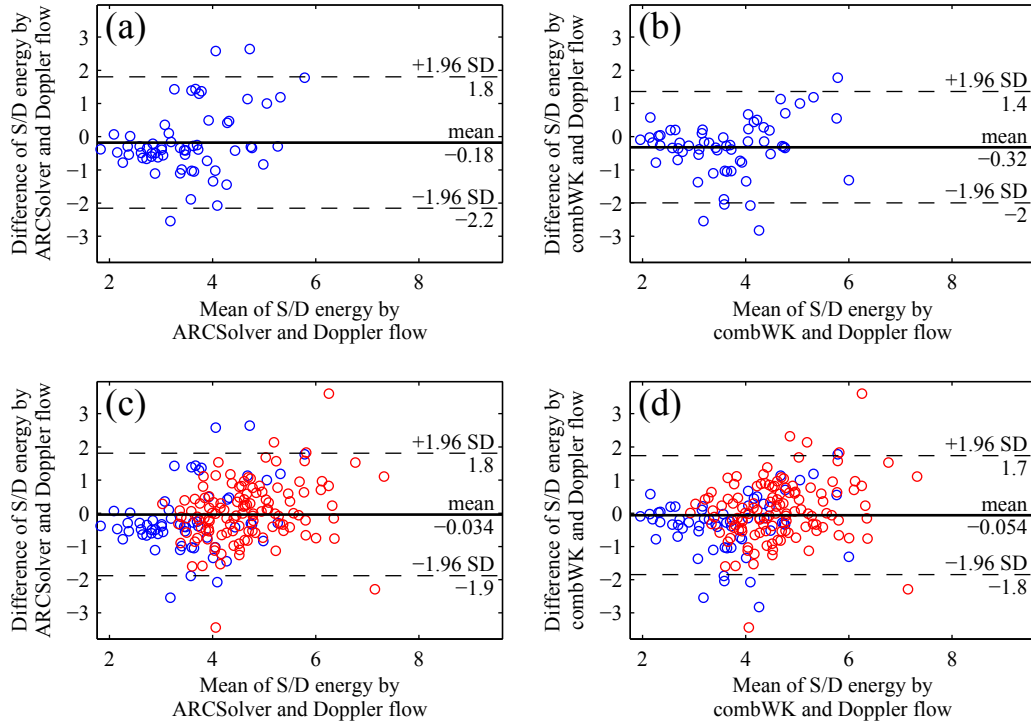 (a)
Difference of S/D energy by
ARCSolver and Doppler flow
3
2
1
0
−1
−2
−3
+1.96 SD
1.8
mean
−0.18
−1.96 SD
−2.2
2
4
6
8
Mean of S/D energy by
ARCSolver and Doppler flow
(b)
Difference of S/D energy by
combWK and Doppler flow
3
2
1
0
−1
−2
−3
+1.96 SD
1.4
mean
−0.32
−1.96 SD
−2
2
4
6
8
Mean of S/D energy by
combWK and Doppler flow
(c)
Difference of S/D energy by
ARCSolver and Doppler flow
3
2
1
0
−1
−2
−3
+1.96 SD
1.8
mean
−0.034
−1.96 SD
−1.9
2
4
6
8
Mean of S/D energy by
ARCSolver and Doppler flow
(d)
Difference of S/D energy by
combWK and Doppler flow
3
2
1
0
−1
−2
−3
+1.96 SD
1.7
mean
−0.054
−1.96 SD
−1.8
2
4
6
8
Mean of S/D energy by
combWK and Doppler flow